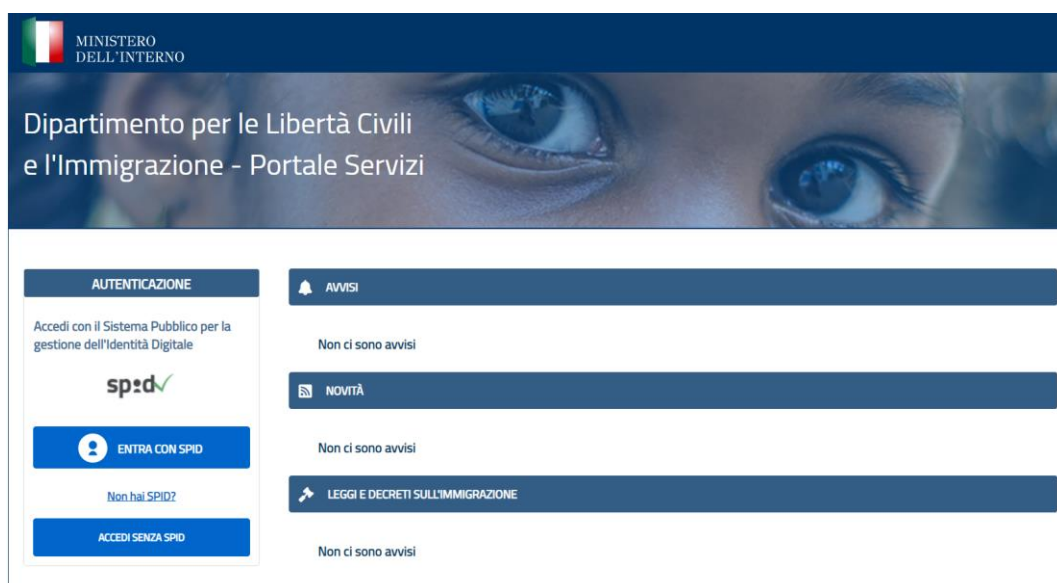 MINISTERO
DELL'INTERNO
Dipartimento per le Libertà Civili
e l'Immigrazione - Portale Servizi
AUTENTICAZIONE
Accedi con il Sistema Pubblico per la
gestione dell'Identità Digitale
spid
ENTRA CON SPID
Non hai SPID?
ACCEDI SENZA SPID
AVVISI
Non ci sono avvisi
NOVITÀ
Non ci sono avvisi
LEGGI E DECRETI SULL'IMMIGRAZIONE
Non ci sono avvisi